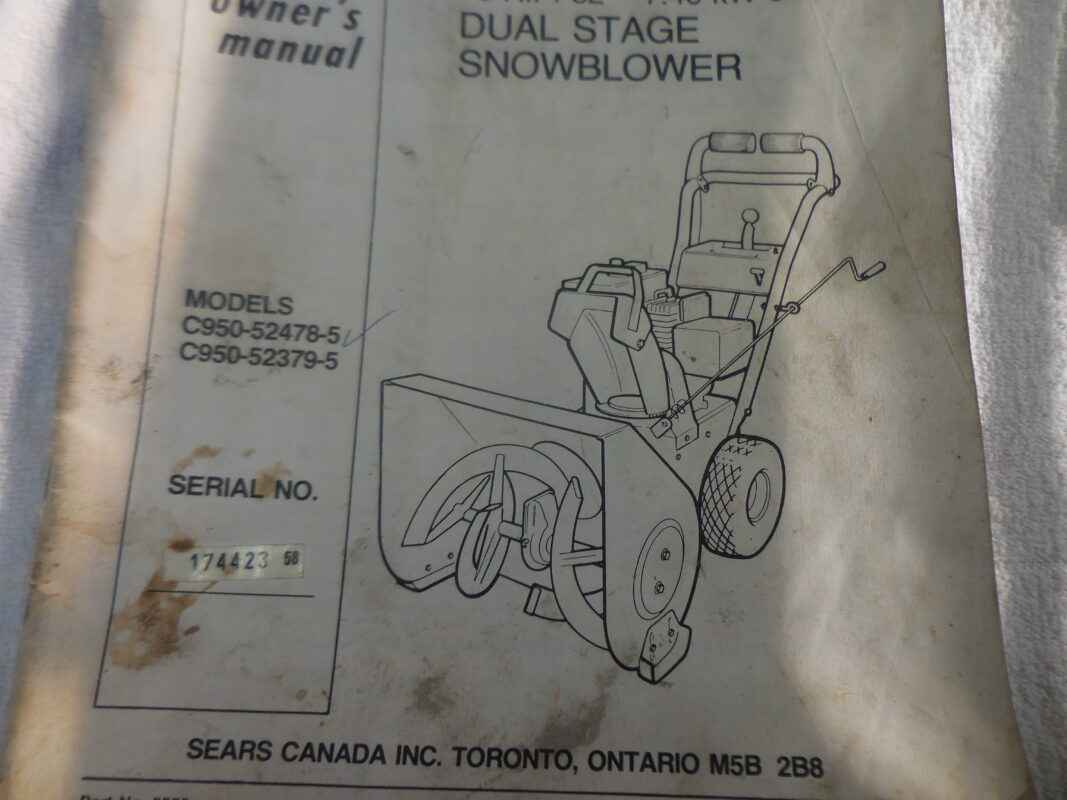 owner's
manual
DUAL STAGE
SNOWBLOWER
MODELS
C950-52478-5
C950-52379-5
SERIAL NO.
174423 58
SEARS CANADA INC. TORONTO, ONTARIO M5B 2B8